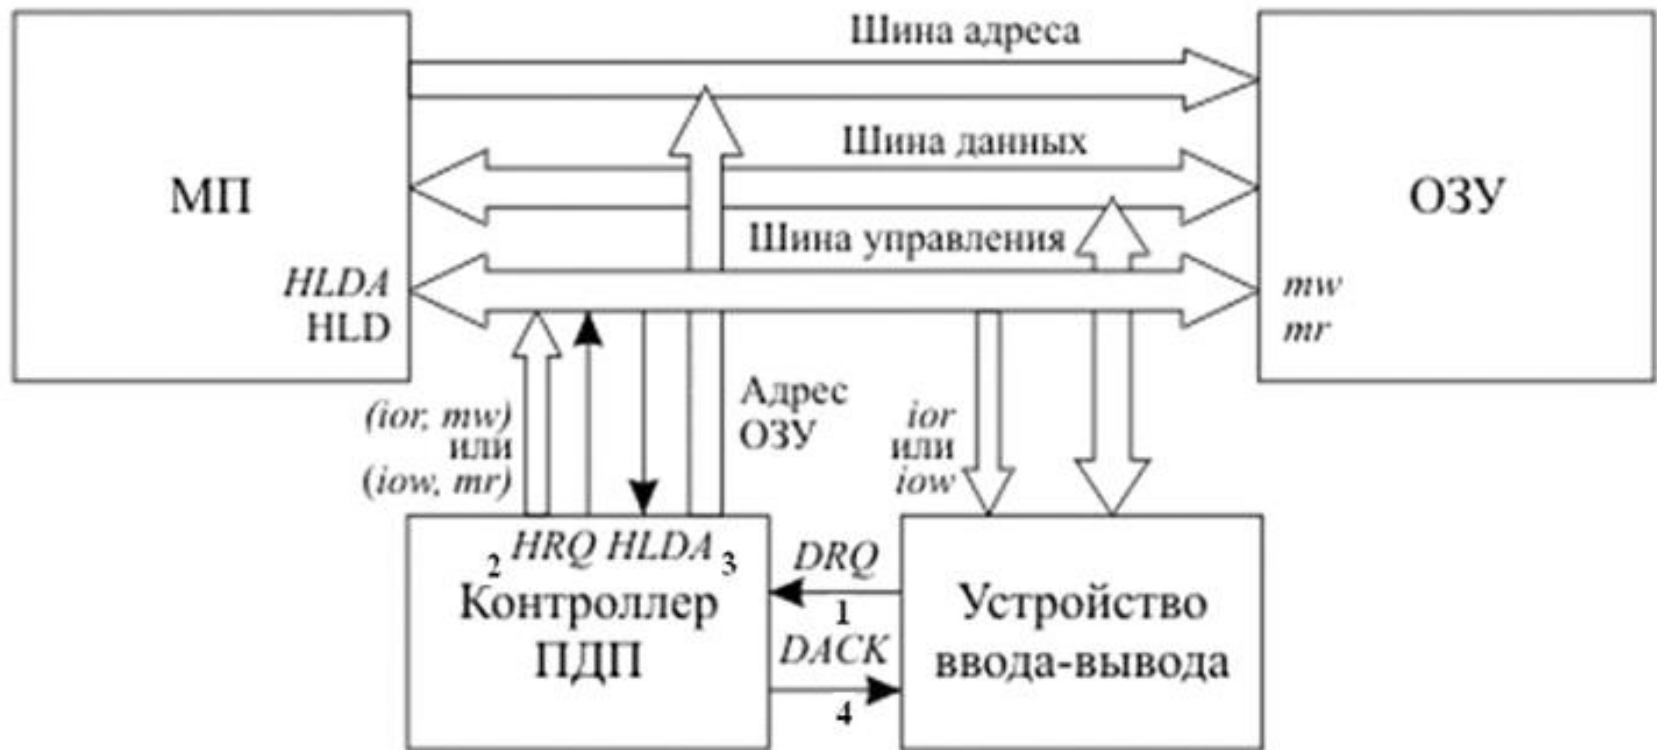 Шина адреса
МП
Шина данных
ОЗУ
Шина управления
HLDA
HLD
mw
mr
(ior, mw)
или
(iow, mr)
Адрес
ОЗУ
ior
или
iow
2 HRQ HLDA 3
Контроллер
ПДП
DRQ
1
DACK
4
Устройство
ввода-вывода